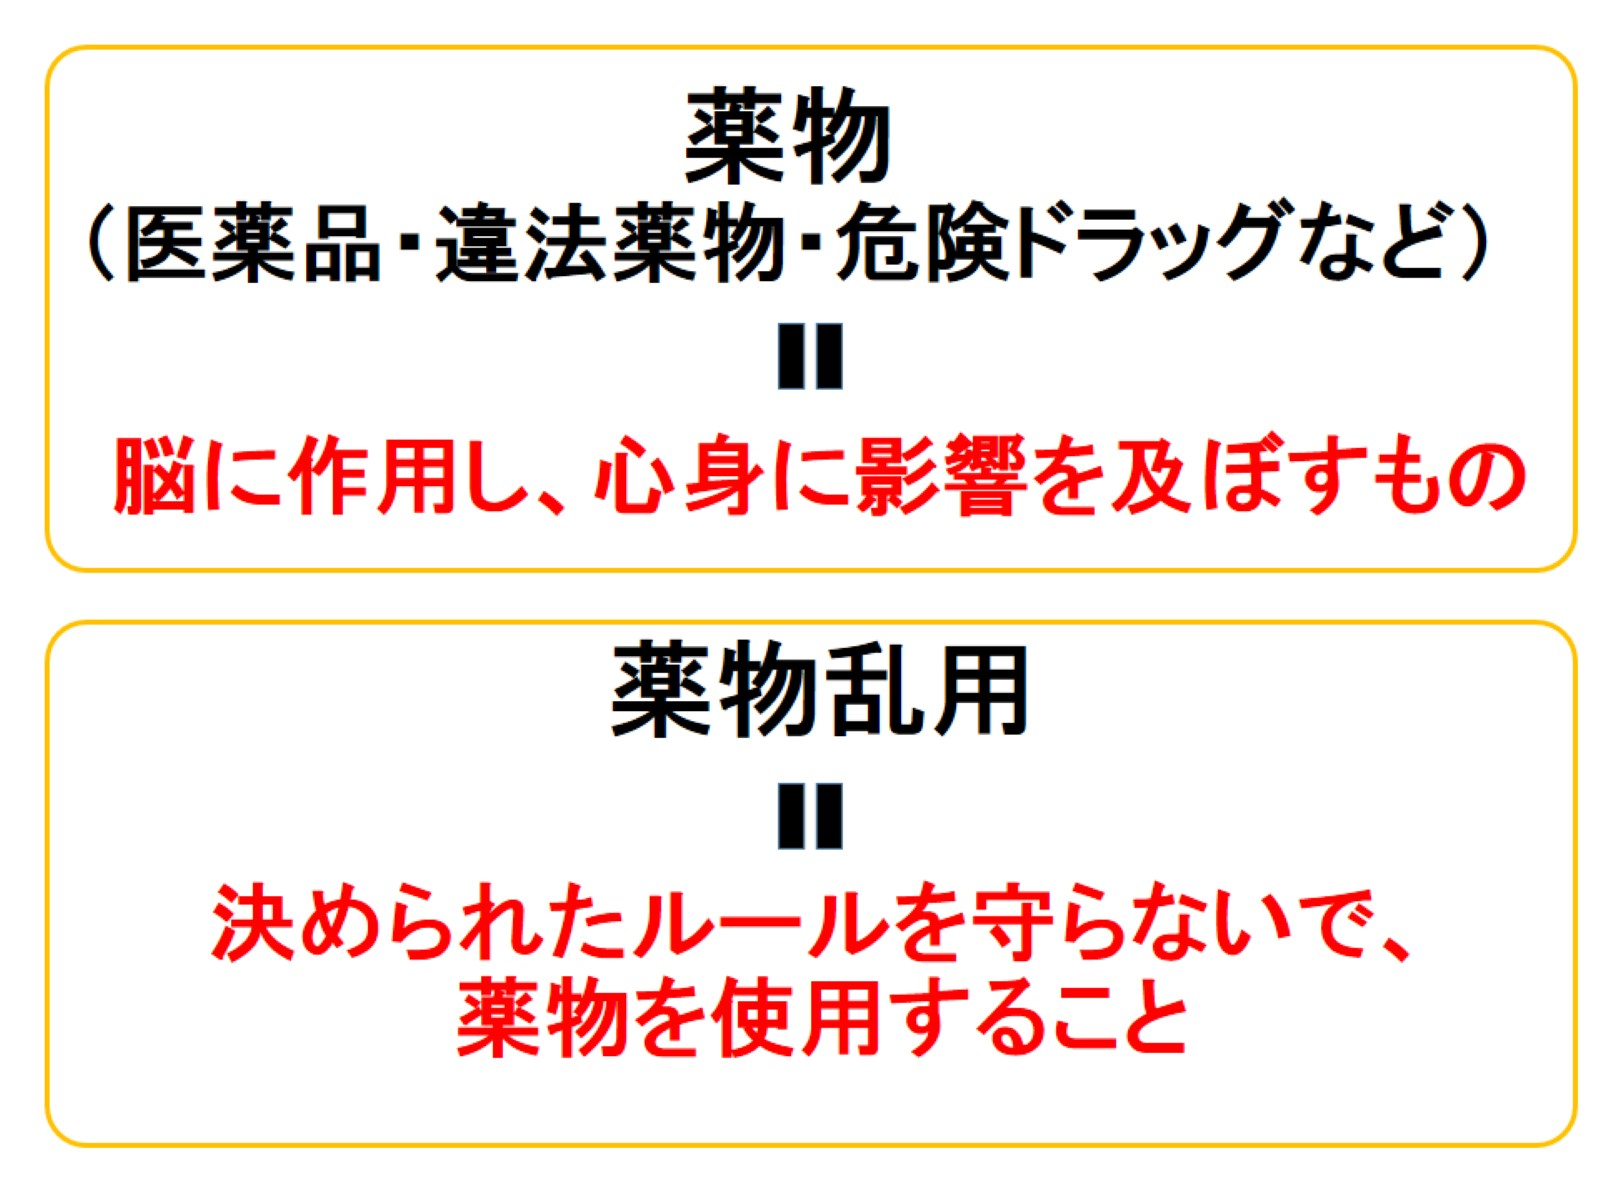 薬物
（医薬品・違法薬物・危険ドラッグなど）
脳に作用し、心身に影響を及ぼすもの
薬物乱用
決められたルールを守らないで、
薬物を使用すること